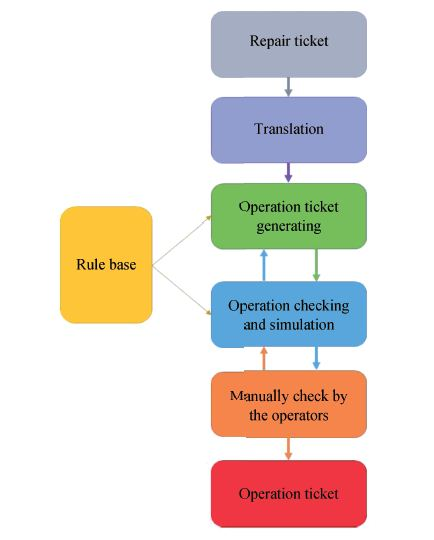 Repair ticket
Translation
Operation ticket
generating
Rule base
Operation checking
and simulation
Manually check by
the operators
Operation ticket